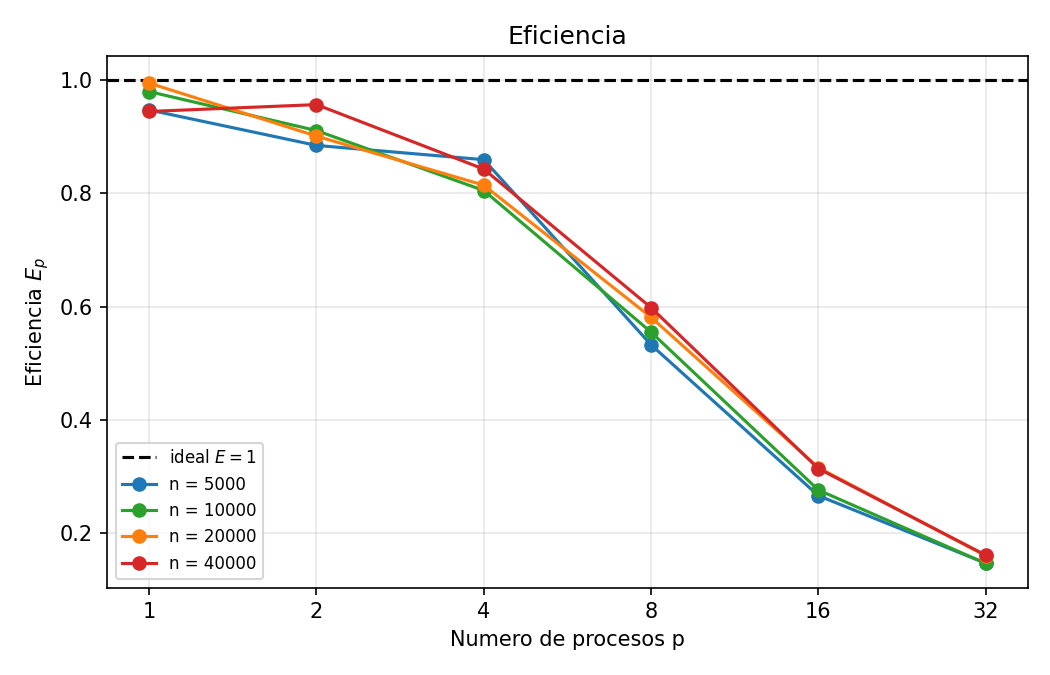 Eficiencia
Eficiencia $E_p$
1.0
0.8
0.6
0.4
0.2
ideal $E = 1$
n = 5000
n = 10000
n = 20000
n = 40000
1 2 4 8 16 32
Numero de procesos p